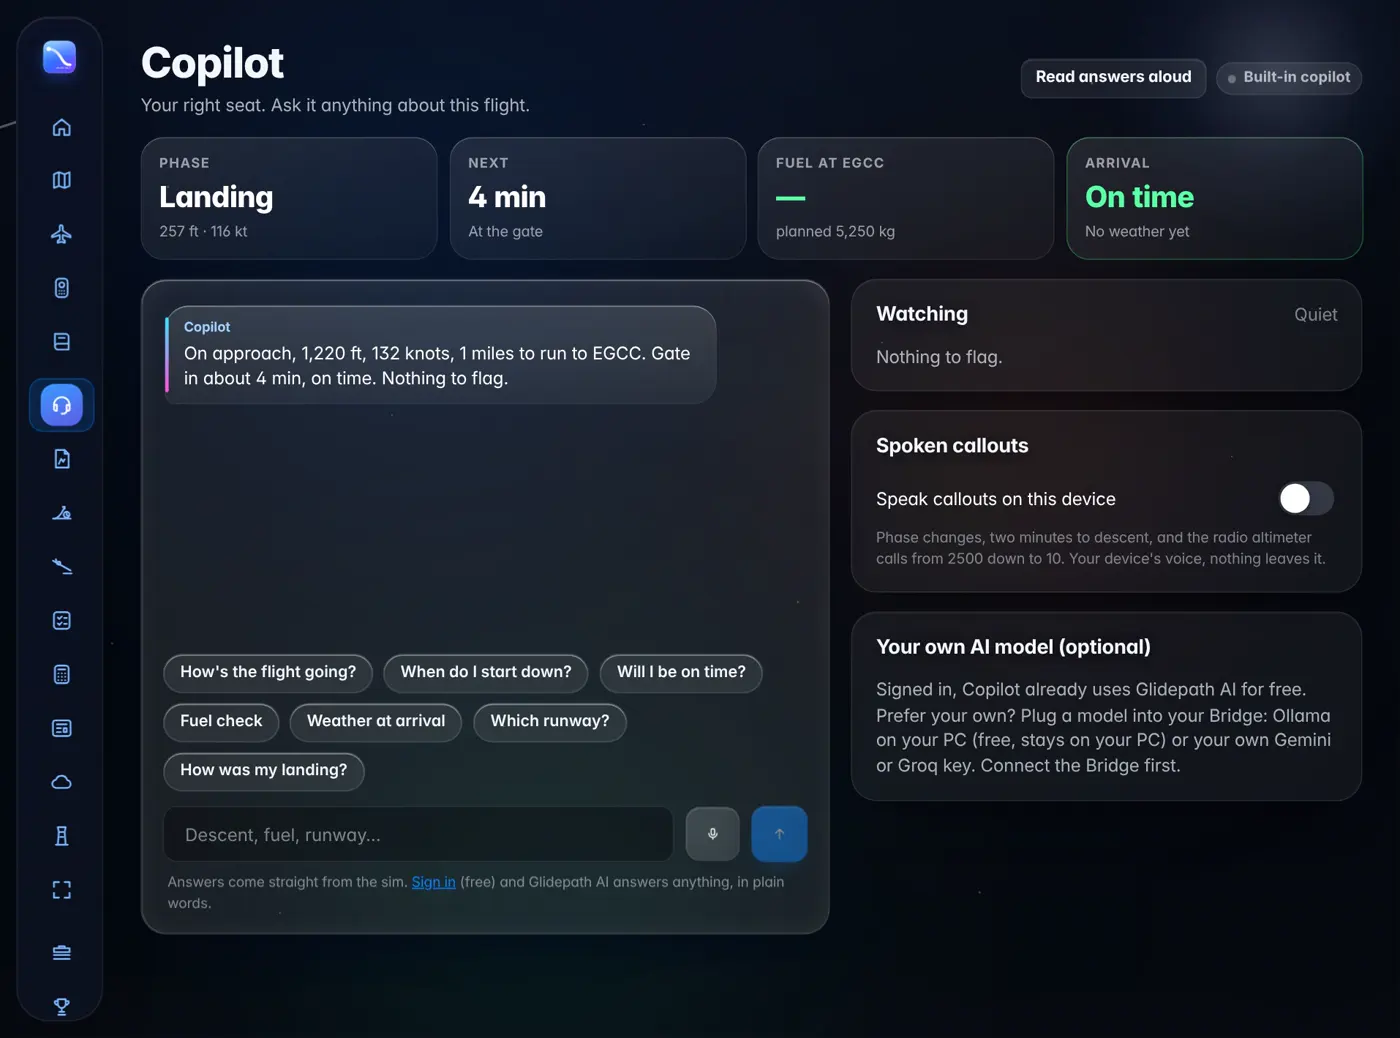 Copilot
Your right seat. Ask it anything about this flight.
Read answers aloud
Built-in copilot
PHASE
Landing
257 ft · 116 kt
NEXT
4 min
At the gate
FUEL AT EGCC
—
planned 5,250 kg
ARRIVAL
On time
No weather yet
Copilot
On approach, 1,220 ft, 132 knots, 1 miles to run to EGCC. Gate
in about 4 min, on time. Nothing to flag.
How's the flight going?
When do I start down?
Will I be on time?
Fuel check
Weather at arrival
Which runway?
How was my landing?
Descent, fuel, runway...
Answers come straight from the sim. Sign in (free) and Glidepath AI answers anything, in plain
words.
Watching
Quiet
Nothing to flag.
Spoken callouts
Speak callouts on this device
Phase changes, two minutes to descent, and the radio altimeter
calls from 2500 down to 10. Your device's voice, nothing leaves it.
Your own AI model (optional)
Signed in, Copilot already uses Glidepath AI for free.
Prefer your own? Plug a model into your Bridge: Ollama
on your PC (free, stays on your PC) or your own Gemini
or Groq key. Connect the Bridge first.